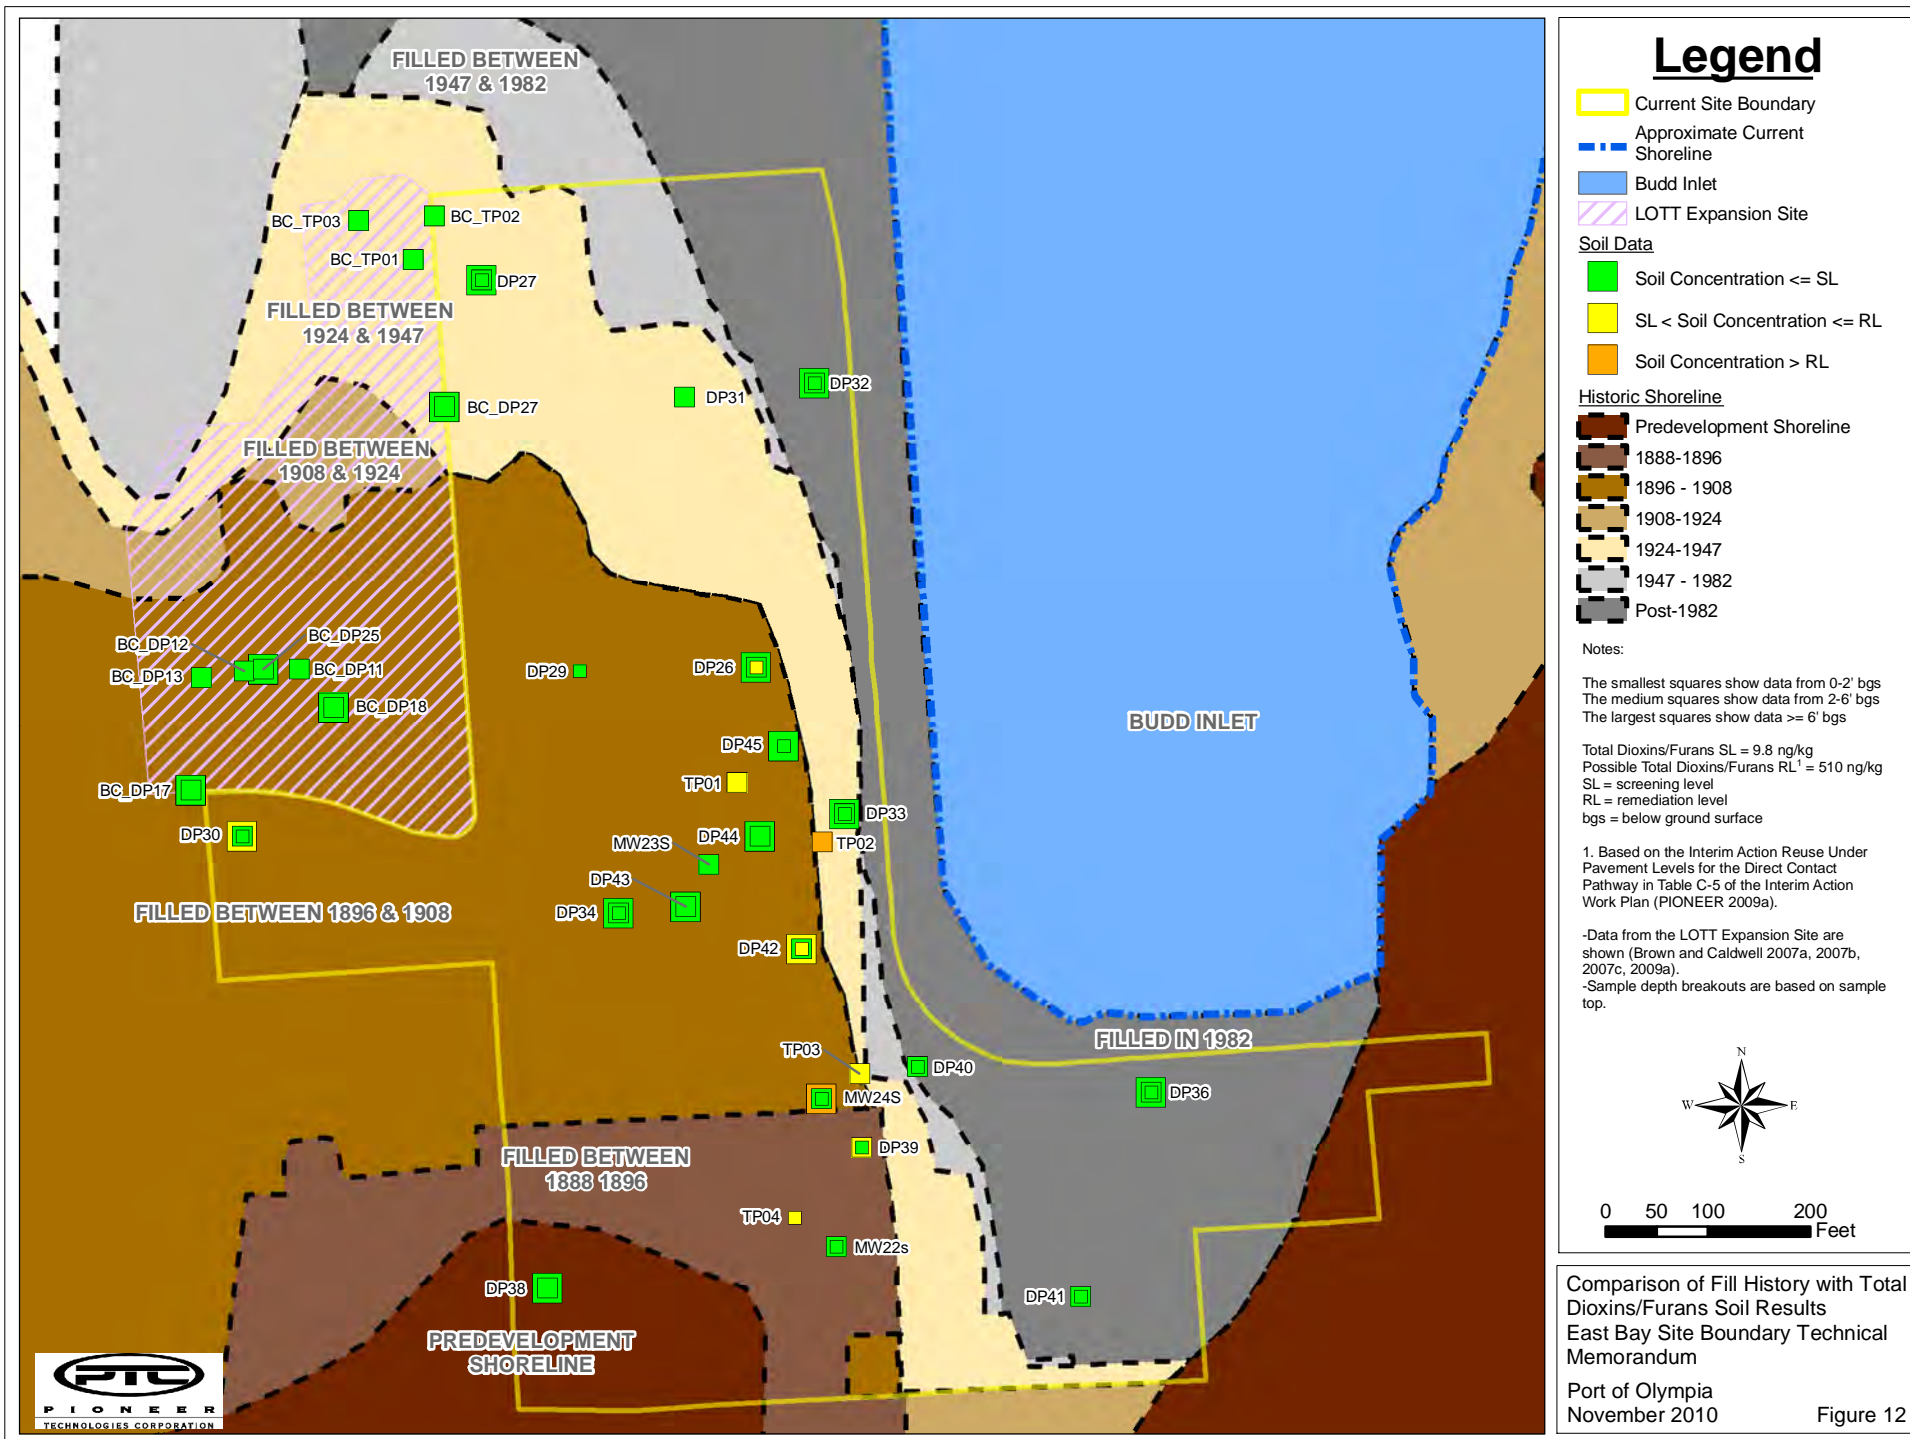 FILLED BETWEEN
1947 & 1982
BC_TP03
BC_TP02
BC_TP01
DP27
FILLED BETWEEN
1924 & 1947
DP32
DP31
BC_DP27
FILLED BETWEEN
1908 & 1924
BC_DP12
BC_DP25
BC_DP13
BC_DP11
BC_DP18
DP29
DP26
BUDD INLET
DP45
TP01
BC_DP17
DP33
DP30
DP44
TP02
MW23S
DP43
FILLED BETWEEN 1896 & 1908
DP34
DP42
FILLED IN 1982
TP03
DP40
DP36
MW24S
DP39
FILLED BETWEEN
1888 1896
TP04
MW22s
DP38
DP41
PREDEVELOPMENT
SHORELINE
PTC
PIONEER
TECHNOLOGIES CORPORATION
Legend
Current Site Boundary
Approximate Current
Shoreline
Budd Inlet
LOTT Expansion Site
Soil Data
Soil Concentration <= SL
SL < Soil Concentration <= RL
Soil Concentration > RL
Historic Shoreline
Predevelopment Shoreline
1888-1896
1896 - 1908
1908-1924
1924-1947
1947 - 1982
Post-1982
Notes:
The smallest squares show data from 0-2' bgs
The medium squares show data from 2-6' bgs
The largest squares show data >= 6' bgs
Total Dioxins/Furans SL = 9.8 ng/kg
Possible Total Dioxins/Furans RL¹ = 510 ng/kg
SL = screening level
RL = remediation level
bgs = below ground surface
1. Based on the Interim Action Reuse Under
Pavement Levels for the Direct Contact
Pathway in Table C-5 of the Interim Action
Work Plan (PIONEER 2009a).
-Data from the LOTT Expansion Site are
shown (Brown and Caldwell 2007a, 2007b,
2007c, 2009a).
-Sample depth breakouts are based on sample
top.
N
W E
S
0 50 100 200
Feet
Comparison of Fill History with Total
Dioxins/Furans Soil Results
East Bay Site Boundary Technical
Memorandum
Port of Olympia
November 2010 Figure 12